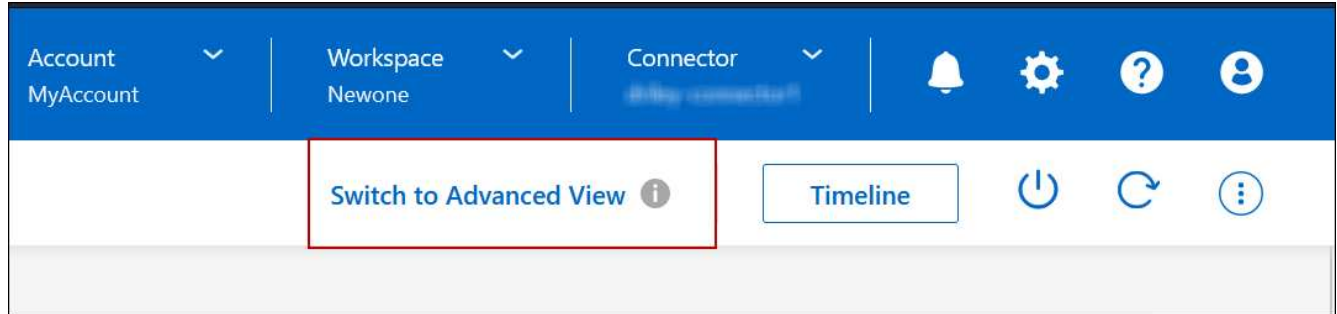 Account
MyAccount
Workspace
Newone
Connector
Switch to Advanced View
Timeline